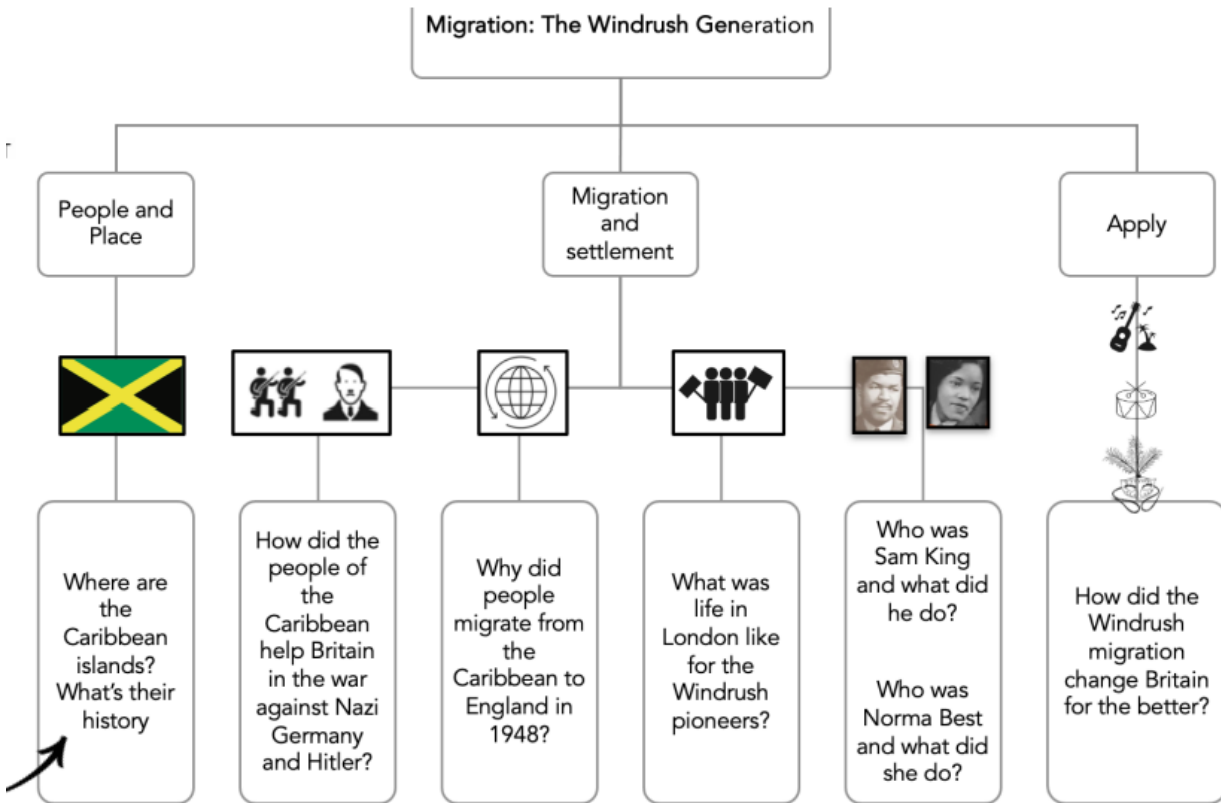 Migration: The Windrush Generation
People and
Place
Migration
and
settlement
Apply
Where are
the
Caribbean
islands?
What's their
history
How did the
people of
the
Caribbean
help Britain
in the war
against Nazi
Germany
and Hitler?
Why did
people
migrate from
the
Caribbean to
England in
1948?
What was
life in
London like
for the
Windrush
pioneers?
Who was
Sam King
and what did
he do?
Who was
Norma Best
and what did
she do?
How did the
Windrush
migration
change Britain
for the better?